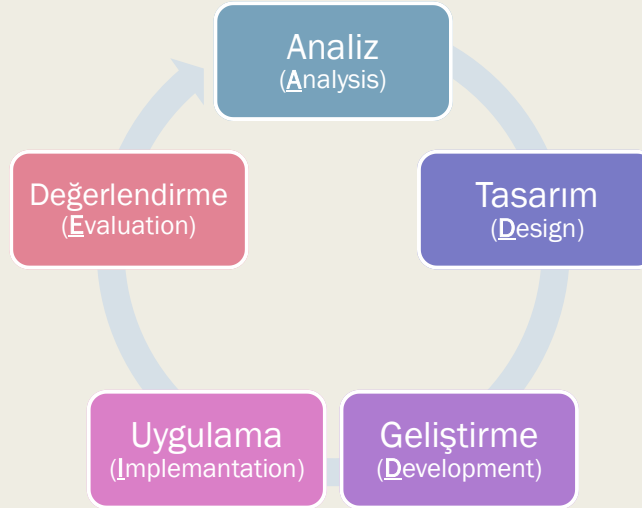 Analiz
(Analysis)
Tasarım
(Design)
Geliştirme
(Development)
Uygulama
(Implemantation)
Değerlendirme
(Evaluation)